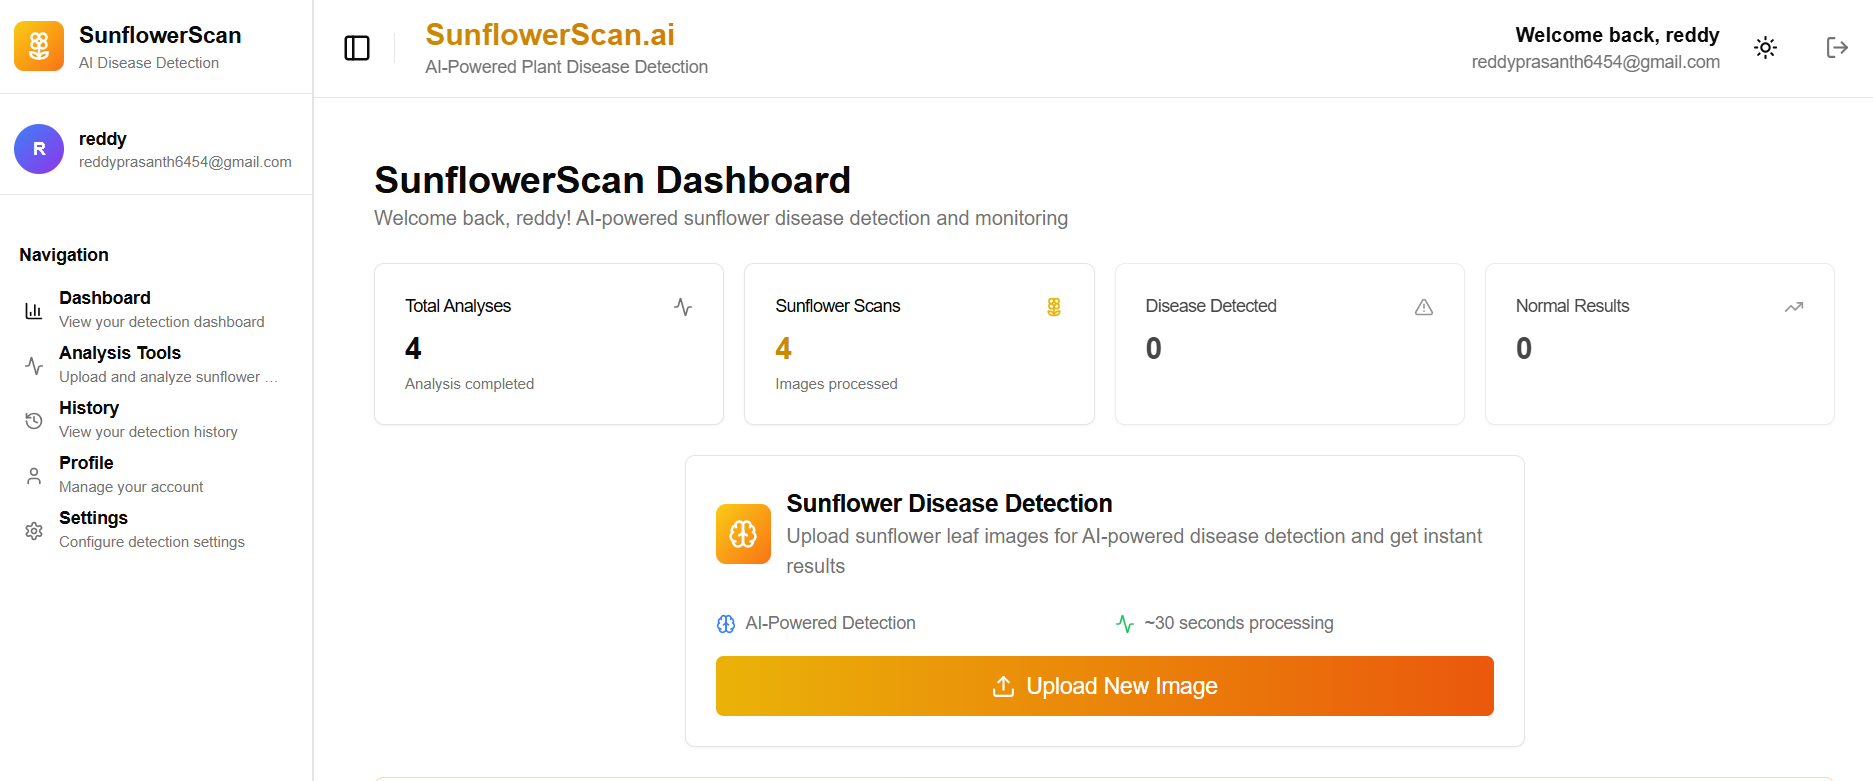 SunflowerScan
AI Disease Detection
R
reddy
reddyprasanth6454@gmail.com
Navigation
Dashboard
View your detection dashboard
Analysis Tools
Upload and analyze sunflower ...
History
View your detection history
Profile
Manage your account
Settings
Configure detection settings
SunflowerScan.ai
AI-Powered Plant Disease Detection
Welcome back, reddy
reddyprasanth6454@gmail.com
SunflowerScan Dashboard
Welcome back, reddy! AI-powered sunflower disease detection and monitoring
Total Analyses
4
Analysis completed
Sunflower Scans
4
Images processed
Disease Detected
0
Normal Results
0
Sunflower Disease Detection
Upload sunflower leaf images for AI-powered disease detection and get instant
results
AI-Powered Detection
~30 seconds processing
Upload New Image